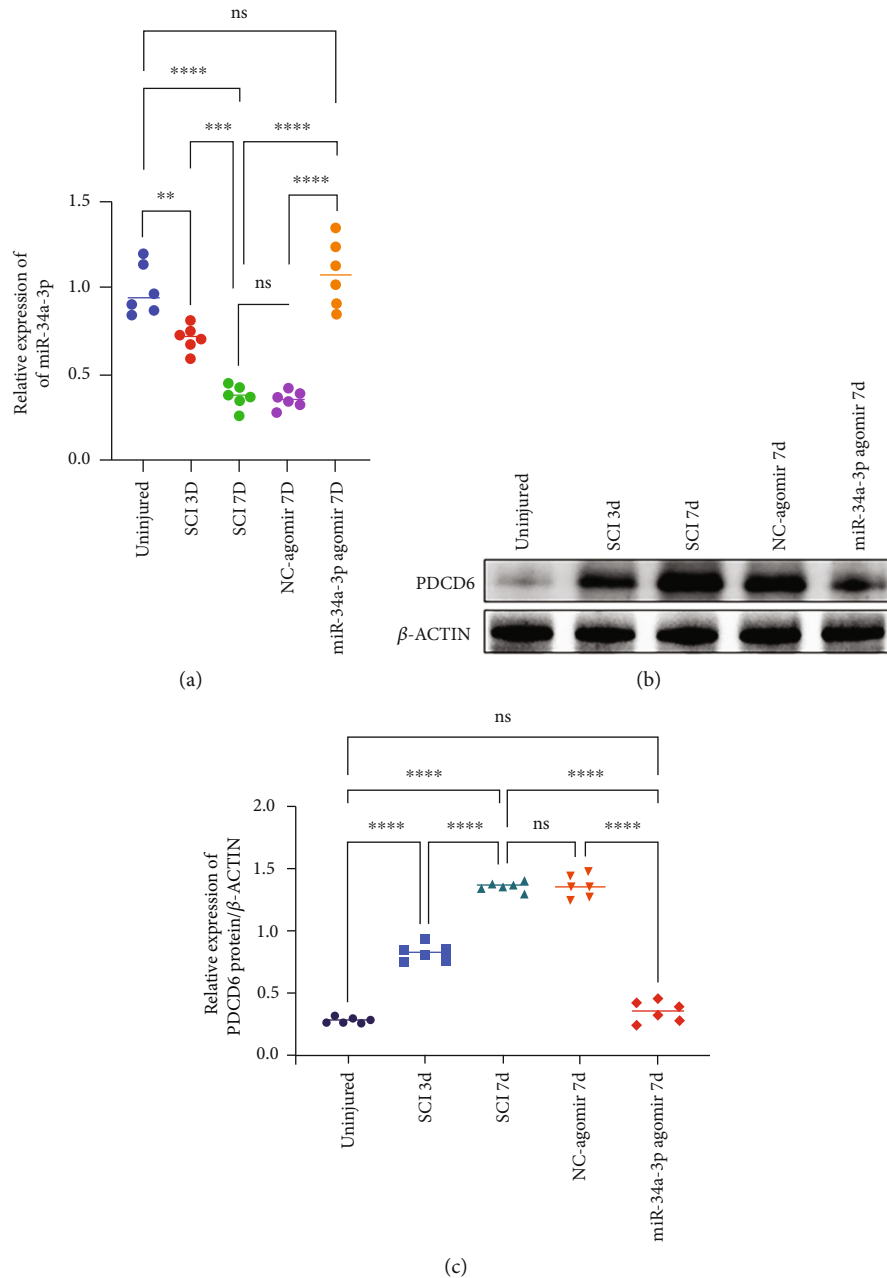 ns
****
*** ****
** ****
ns
1.5
1.0
0.5
0.0
Relative expression of
of miR-34a-3p
Uninjured
SCI 3D
SCI 7D
NC-agomir 7D
miR-34a-3p agomir 7D
(a)
Uninjured
SCI 3d
SCI 7d
NC-agomir 7d
miR-34a-3p agomir 7d
PDCD6
β-ACTIN
(b)
ns
**** ****
**** **** ns ****
2.0
1.5
1.0
0.5
0.0
Relative expression of
PDCD6 protein/β-ACTIN
Uninjured
SCI 3d
SCI 7d
NC-agomir 7d
miR-34a-3p agomir 7d
(c)